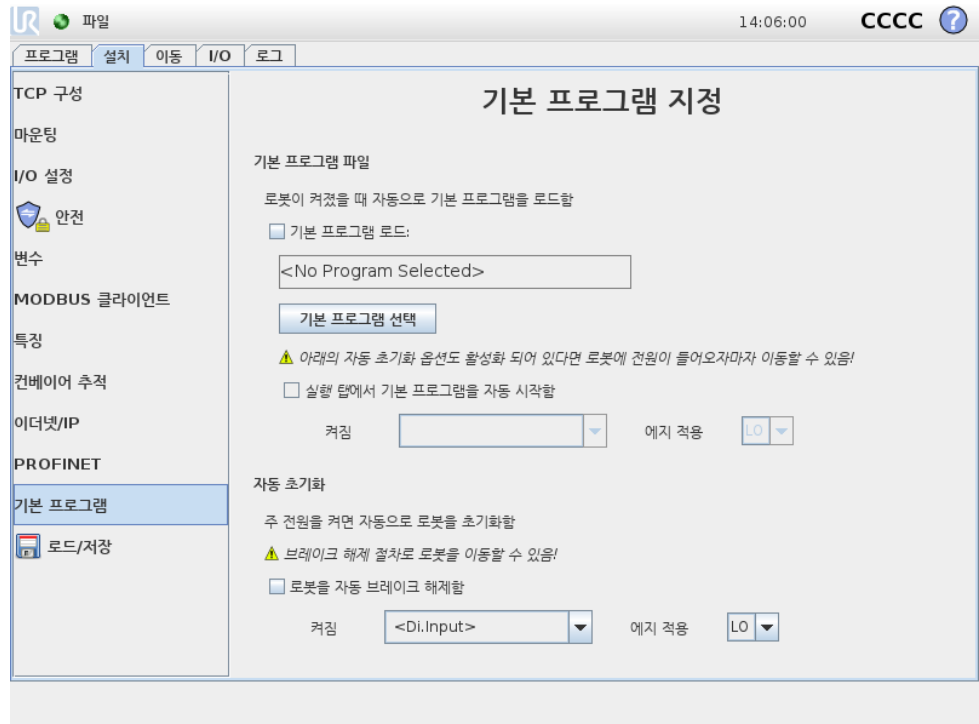 UR 파일 14:06:00 CCCC ?
프로그램 설치 이동 I/O 로그
TCP 구성
마운팅
I/O 설정
안전
변수
MODBUS 클라이언트
특징
컨베이어 추적
이더넷/IP
PROFINET
기본 프로그램
로드/저장
기본 프로그램 지정
기본 프로그램 파일
로봇이 켜졌을 때 자동으로 기본 프로그램을 로드함
기본 프로그램 로드:
<No Program Selected>
기본 프로그램 선택
아래의 자동 초기화 옵션도 활성화 되어 있다면 로봇에 전원이 들어오자마자 이동할 수 있음!
실행 탭에서 기본 프로그램을 자동 시작함
켜짐 에지 적용 LO
자동 초기화
주 전원을 켜면 자동으로 로봇을 초기화함
브레이크 해제 절차로 로봇을 이동할 수 있음!
로봇을 자동 브레이크 해제함
켜짐 <Di.Input> 에지 적용 LO